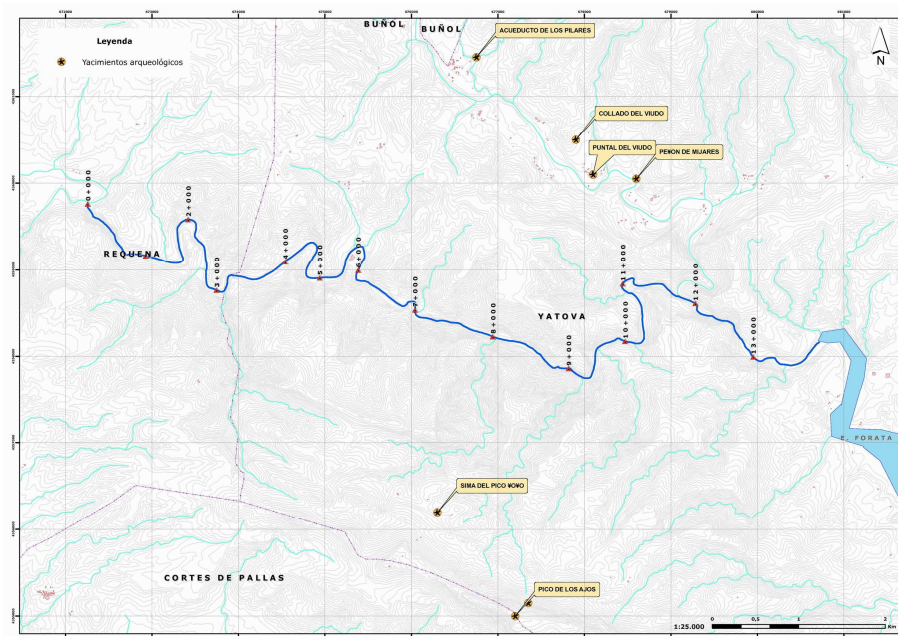 BUÑOL
BUÑOL
ACUEDUCTO DE LOS PILARES
Leyenda
Yacimientos arqueológicos
N
COLLADO DEL VIUDO
PUNTAL DEL VIUDO
PE¥ON DE MIJARES
0+000
2+000
REQUENA
3+000
4+000
5+000
6+000
7+000
8+000
YATOVA
9+000
10+000
11+000
12+000
13+000
E. FORATA
SIMA DEL PICO ¥O¥O
CORTES DE PALLAS
PICO DE LOS AJOS
1:25.000
0 0,5 1 2
Km